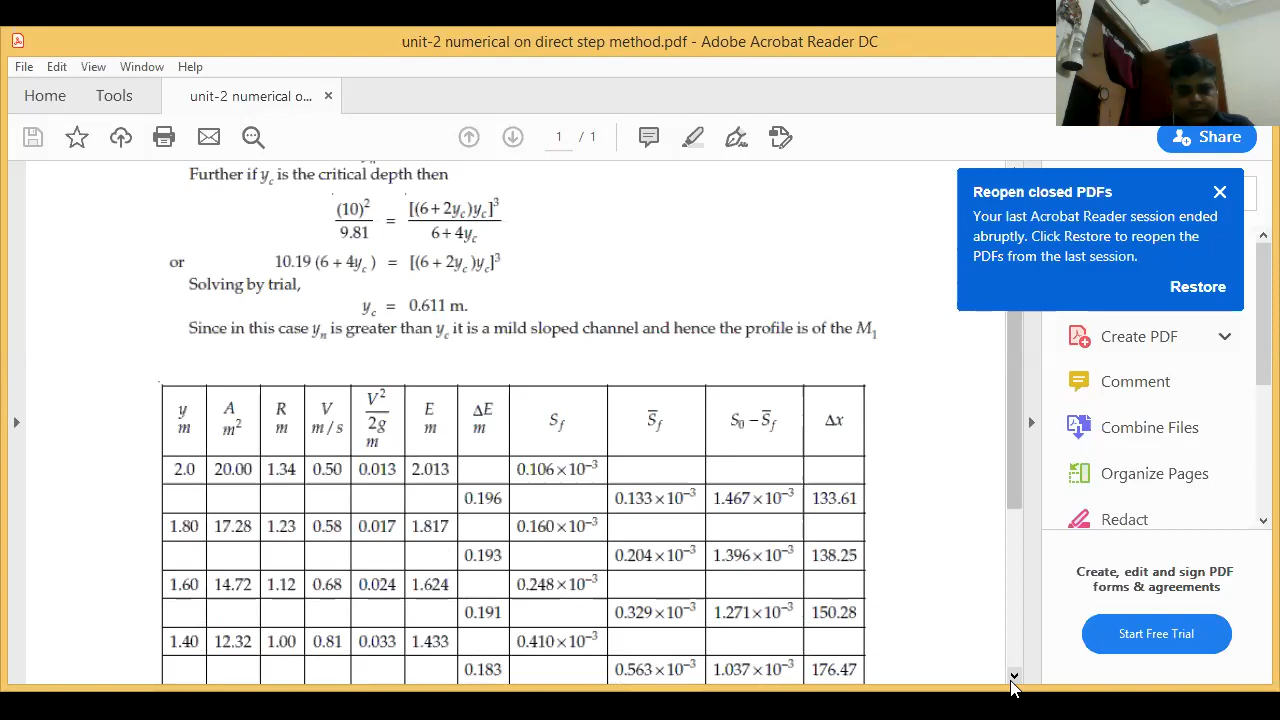 unit-2 numerical on direct step method.pdf - Adobe Acrobat Reader DC
File Edit View Window Help
Home Tools unit-2 numerical o... ×
1 / 1
Share
Reopen closed PDFs ×
Your last Acrobat Reader session ended
abruptly. Click Restore to reopen the
PDFs from the last session.
Restore
Further if y_c is the critical depth then
(10)²/9.81 = [(6+2y_c)y_c]³/6+4y_c
or 10.19 (6 + 4y_c) = [(6 + 2y_c)y_c]³
Solving by trial,
y_c = 0.611 m.
Since in this case y_n is greater than y_c it is a mild sloped channel and hence the profile is of the M₁
y m A m² R m V m/s V²/2g m E m ΔE m S_f S̅_f S₀ – S̅_f Δx
2.0 20.00 1.34 0.50 0.013 2.013 0.106×10⁻³
0.196 0.133×10⁻³ 1.467×10⁻³ 133.61
1.80 17.28 1.23 0.58 0.017 1.817 0.160×10⁻³
0.193 0.204×10⁻³ 1.396×10⁻³ 138.25
1.60 14.72 1.12 0.68 0.024 1.624 0.248×10⁻³
0.191 0.329×10⁻³ 1.271×10⁻³ 150.28
1.40 12.32 1.00 0.81 0.033 1.433 0.410×10⁻³
0.183 0.563×10⁻³ 1.037×10⁻³ 176.47
Create PDF
Comment
Combine Files
Organize Pages
Redact
Create, edit and sign PDF
forms & agreements
Start Free Trial